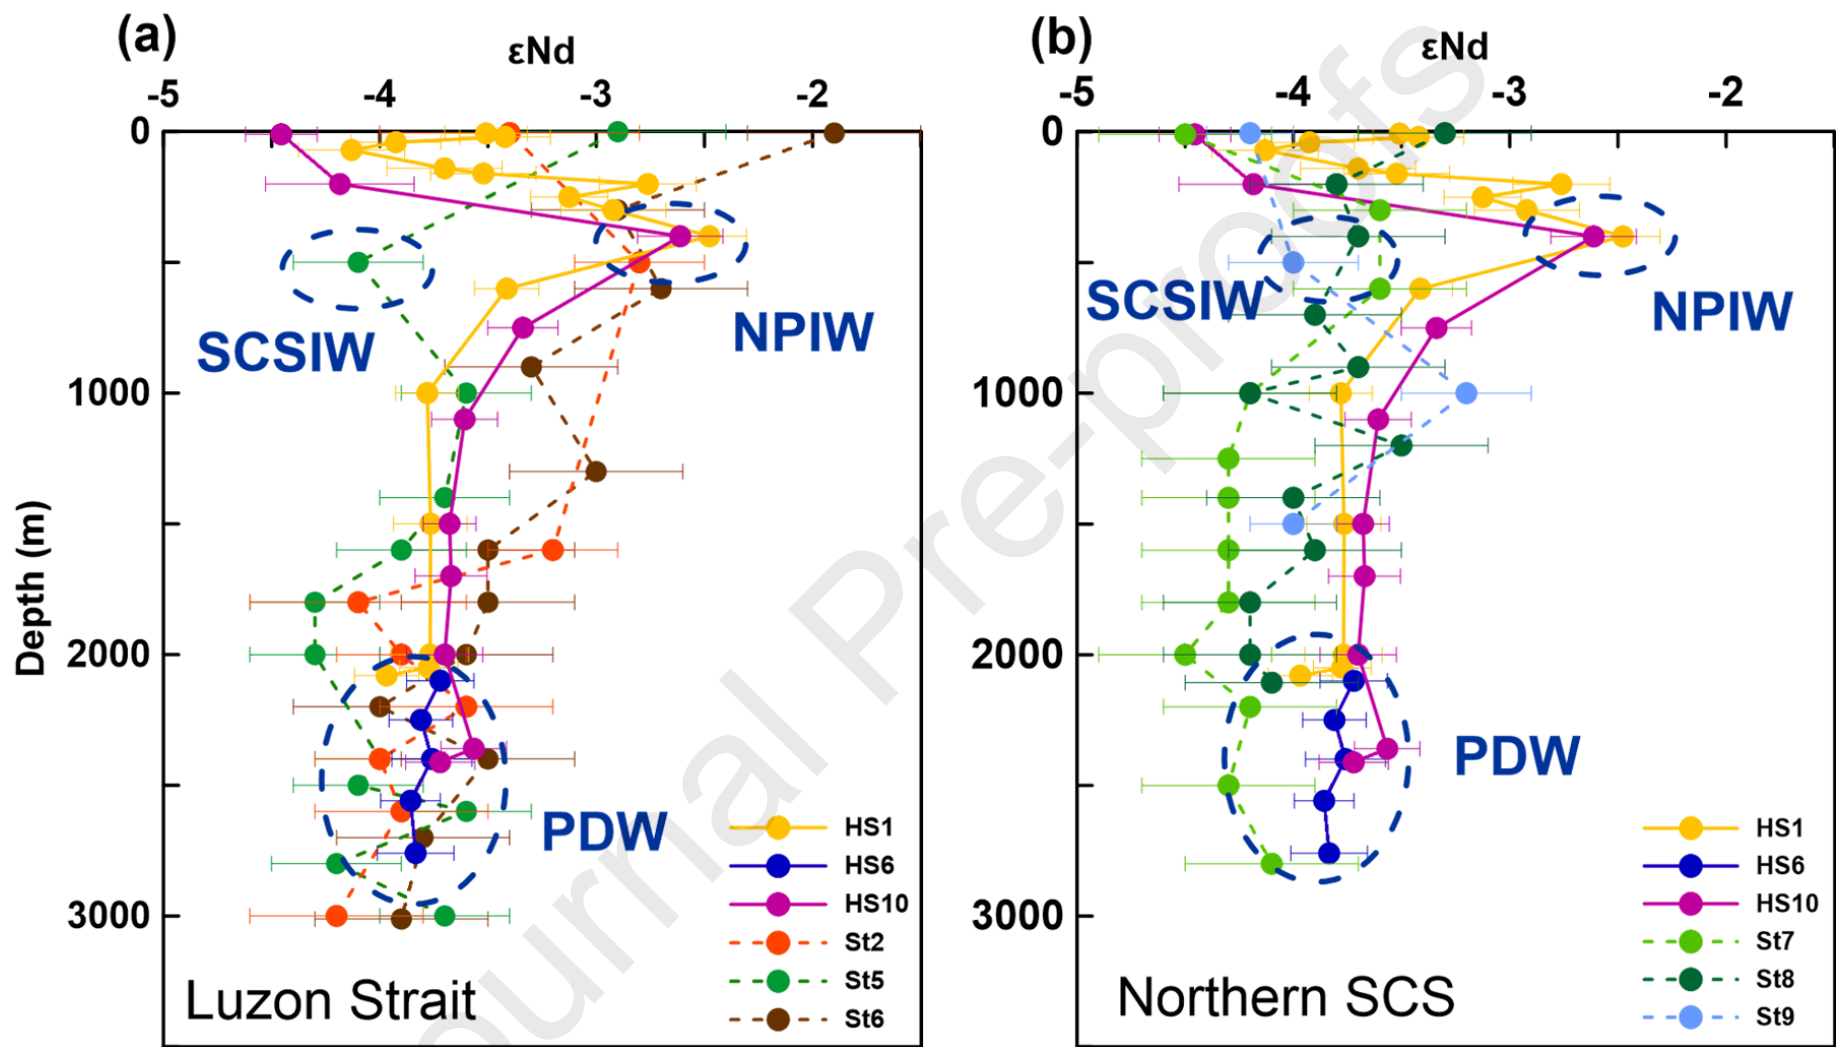 (a)
εNd
-5 -4 -3 -2
0
1000
2000
3000
Depth (m)
SCSIW
NPIW
PDW
HS1
HS6
HS10
St2
St5
St6
Luzon Strait
(b)
εNd
-5 -4 -3 -2
0
1000
2000
3000
SCSIW
NPIW
PDW
HS1
HS6
HS10
St7
St8
St9
Northern SCS
ournal Pre-proofs